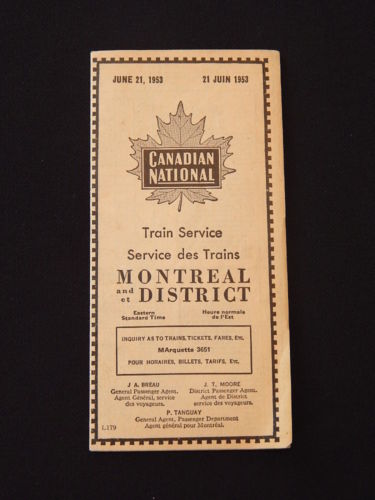 JUNE 21, 1953 21 JUIN 1953
CANADIAN
NATIONAL
Train Service
Service des Trains
MONTREAL
and et DISTRICT
Eastern Standard Time Heure normale de l'Est
INQUIRY AS TO TRAINS, TICKETS, FARES, Etc.
MArquette 3651
POUR HORAIRES, BILLETS, TARIFS, Etc.
J. A. BRÉAU
General Passenger Agent,
Agent Général, service
des voyageurs.
J. T. MOORE
District Passenger Agent.
Agent de District
service des voyageurs.
P. TANGUAY
General Agent, Passenger Department
Agent général pour Montréal.
L179